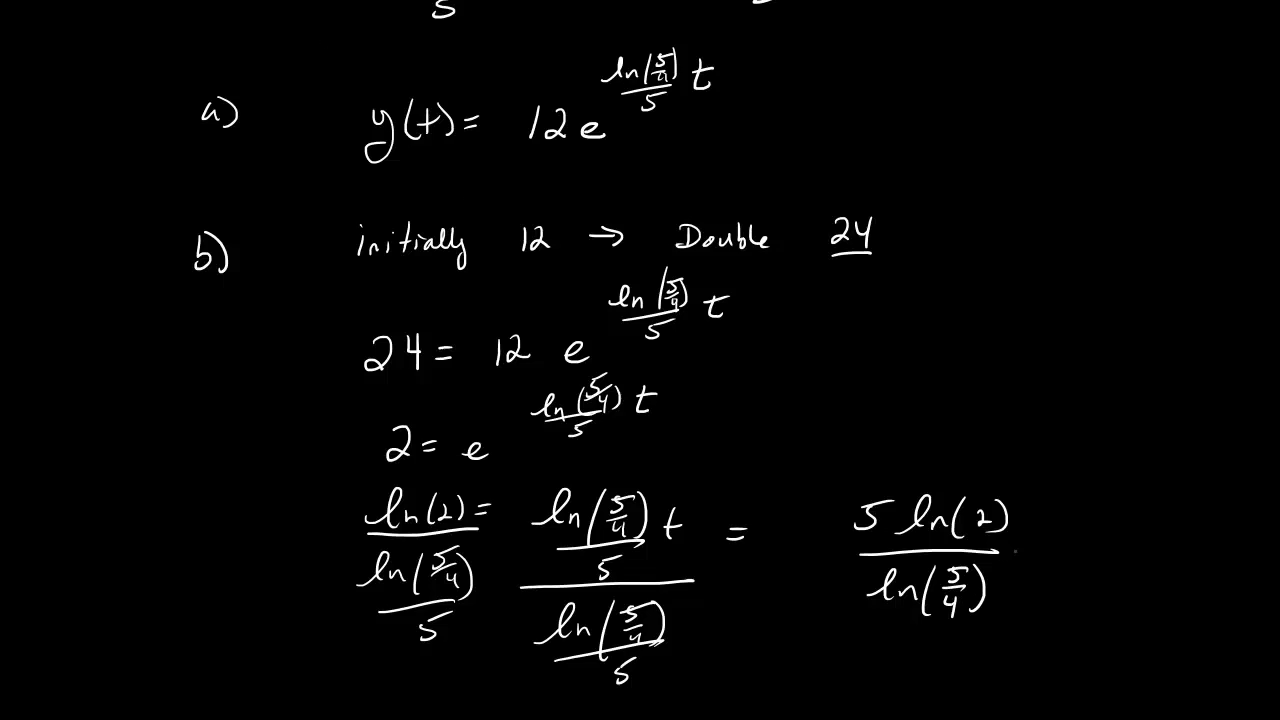 5
a) y(t) = 12 e^(ln(5/4)/5 t)
b) initially 12 → Double 24
24 = 12 e^(ln(5/4)/5 t)
2 = e^(ln(5/4)/5 t)
ln(2)/(ln(5/4)/5) = (ln(5/4)/5 t)/(ln(5/4)/5) = 5 ln(2)/ln(5/4)